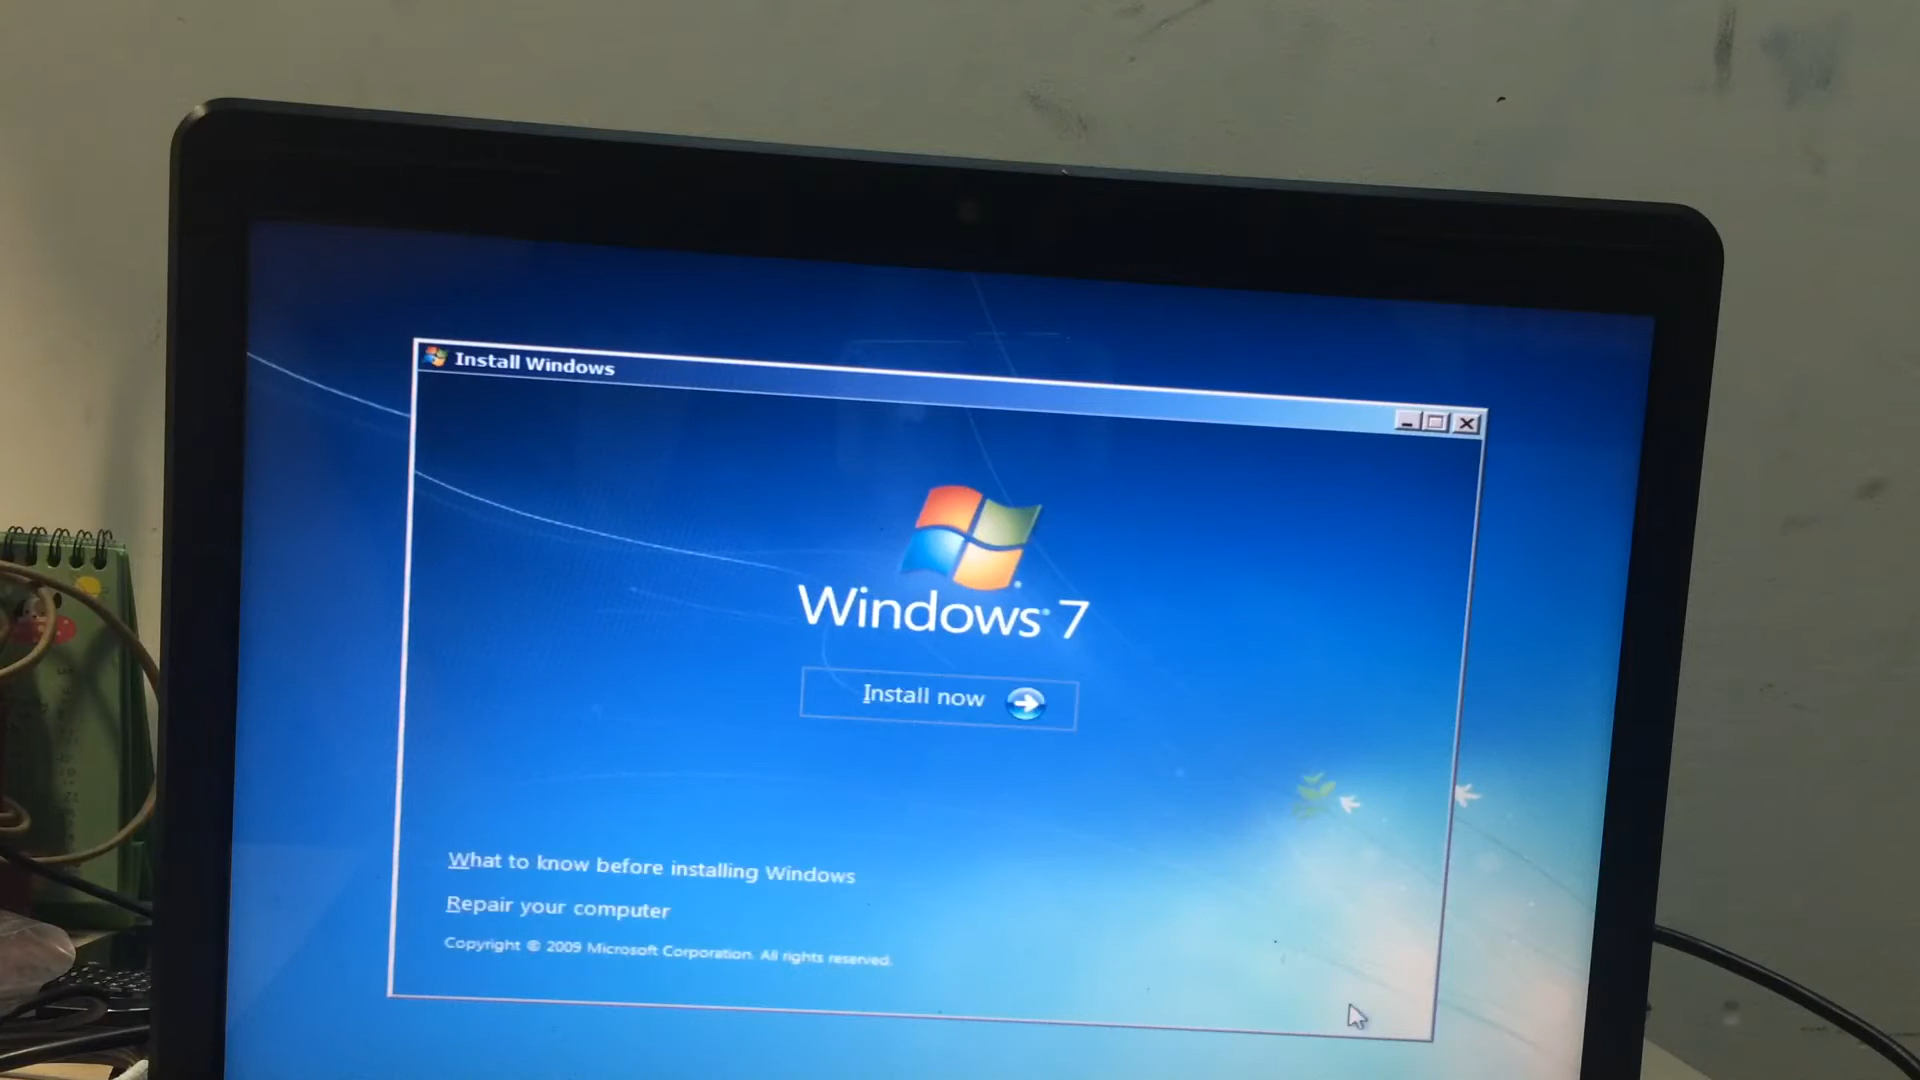 Install Windows
Windows® 7
Install now
What to know before installing Windows
Repair your computer
Copyright © 2009 Microsoft Corporation. All rights reserved.